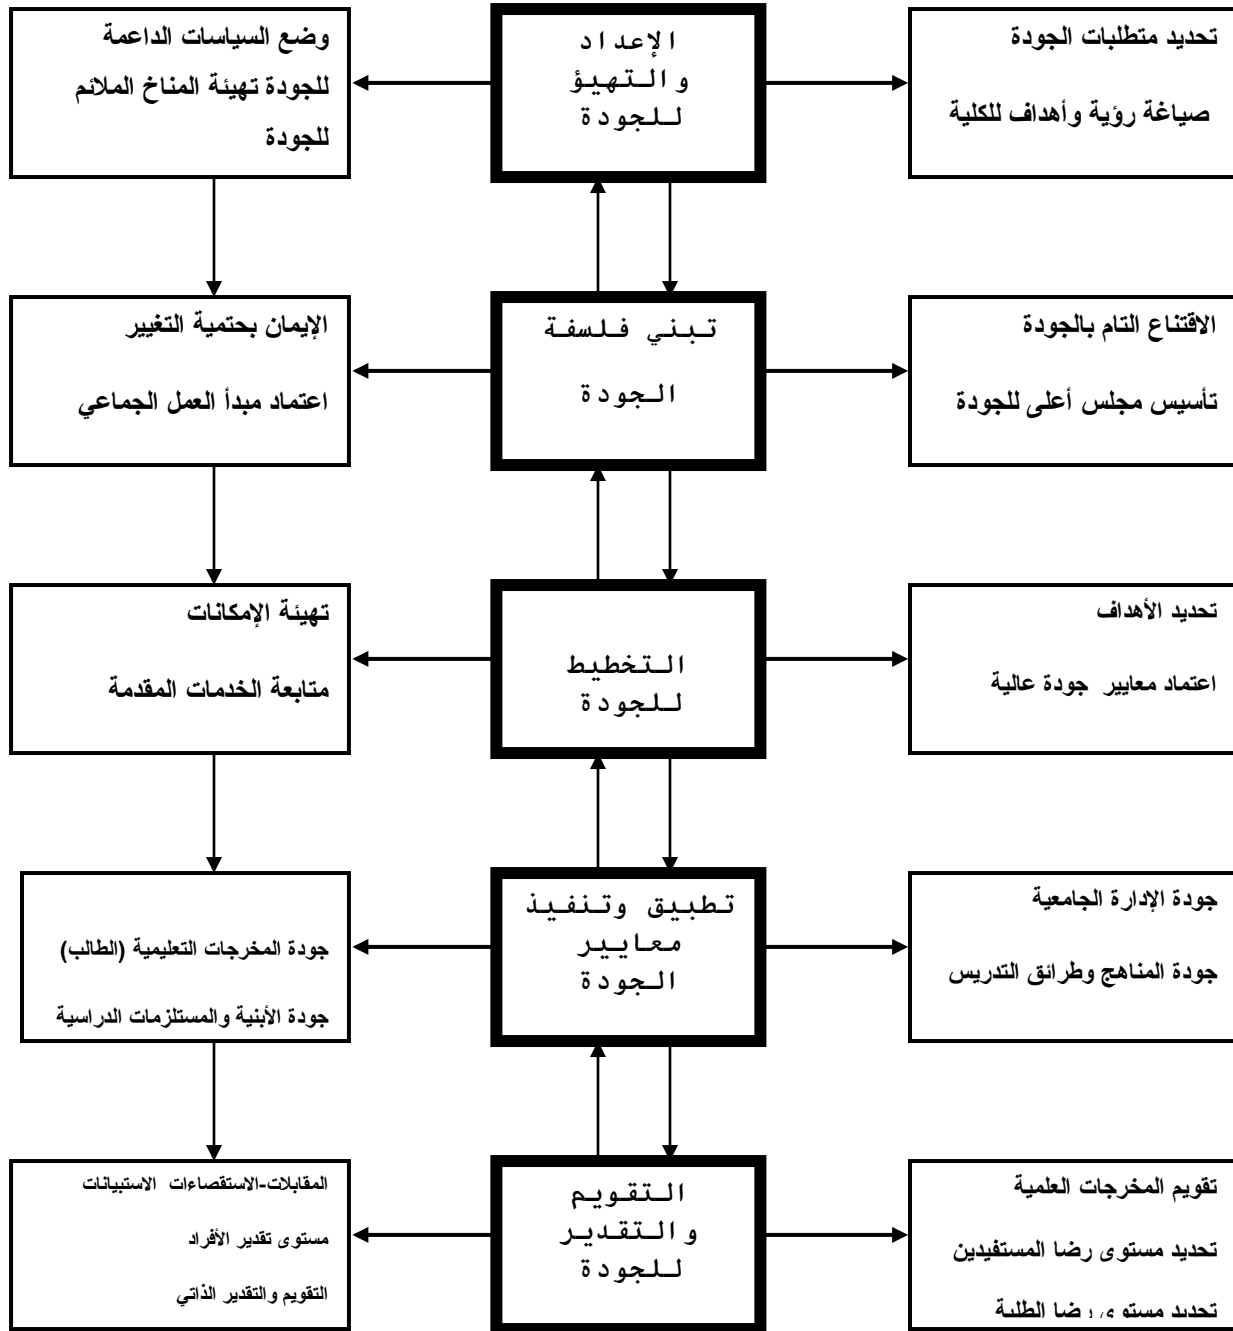 تحديد متطلبات الجودة
صياغة رؤية وأهداف للكلية
الإعداد
والتهيؤ
للجودة
وضع السياسات الداعمة
للجودة تهيئة المناخ الملائم
للجودة
الاقتناع التام بالجودة
تأسيس مجلس أعلى للجودة
تبني فلسفة
الجودة
الإيمان بحتمية التغيير
اعتماد مبدأ العمل الجماعي
تحديد الأهداف
اعتماد معايير جودة عالية
التخطيط
للجودة
تهيئة الإمكانات
متابعة الخدمات المقدمة
جودة الإدارة الجامعية
جودة المناهج وطرائق التدريس
تطبيق وتنفيذ
معايير
الجودة
جودة المخرجات التعليمية (الطالب)
جودة الأبنية والمستلزمات الدراسية
تقويم المخرجات العلمية
تحديد مستوى رضا المستفيدين
تحديد مستوى رضا الطلبة
التقويم
والتقدير
للجودة
المقابلات-الاستقصاءات الاستبيانات
مستوى تقدير الأفراد
التقويم والتقدير الذاتي